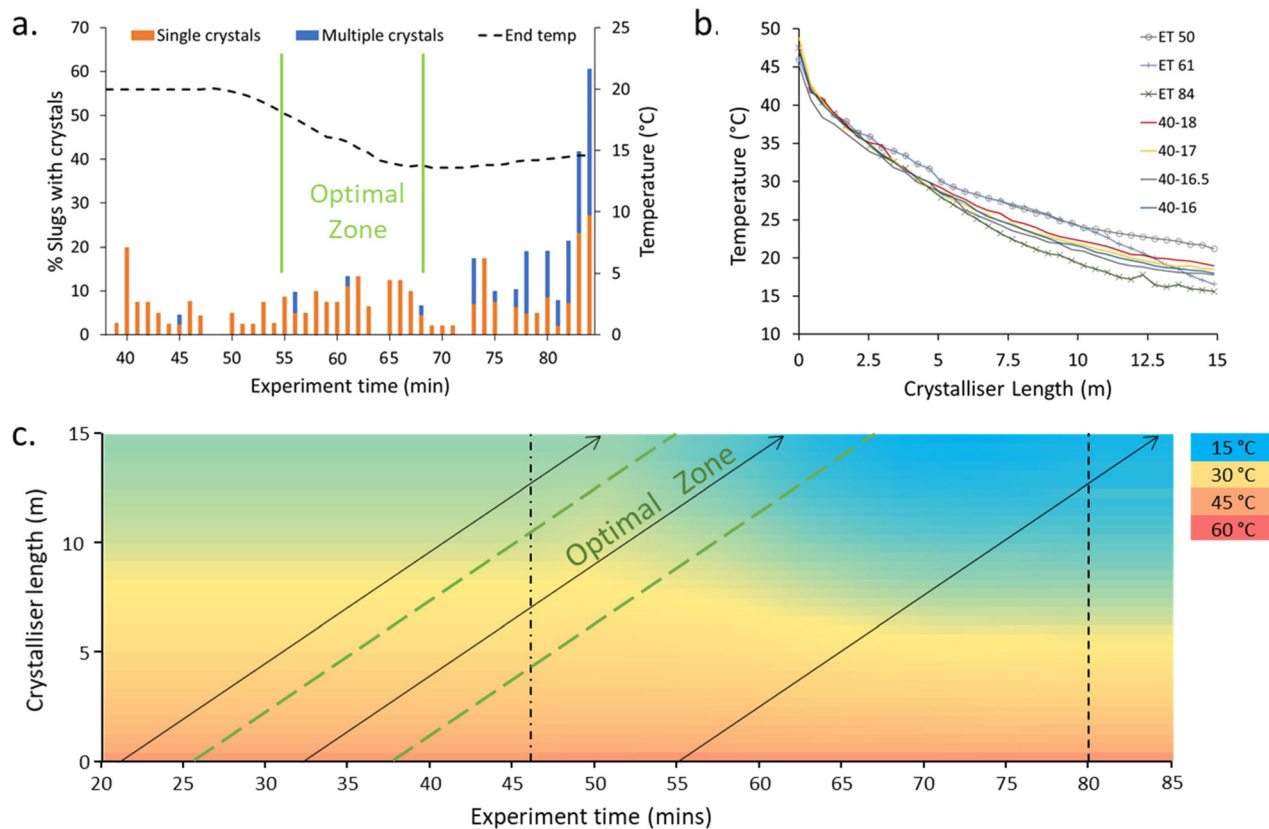 a.
Single crystals
Multiple crystals
End temp
70
60
50
40
30
20
10
0
% Slugs with crystals
25
20
15
10
5
0
Temperature (°C)
Optimal
Zone
40 45 50 55 60 65 70 75 80
Experiment time (min)
b.
50
45
40
35
30
25
20
15
10
Temperature (°C)
ET 50
ET 61
ET 84
40-18
40-17
40-16.5
40-16
0 2.5 5 7.5 10 12.5 15
Crystalliser Length (m)
c.
15
10
5
0
Crystalliser length (m)
Optimal Zone
15 °C
30 °C
45 °C
60 °C
20 25 30 35 40 45 50 55 60 65 70 75 80 85
Experiment time (mins)